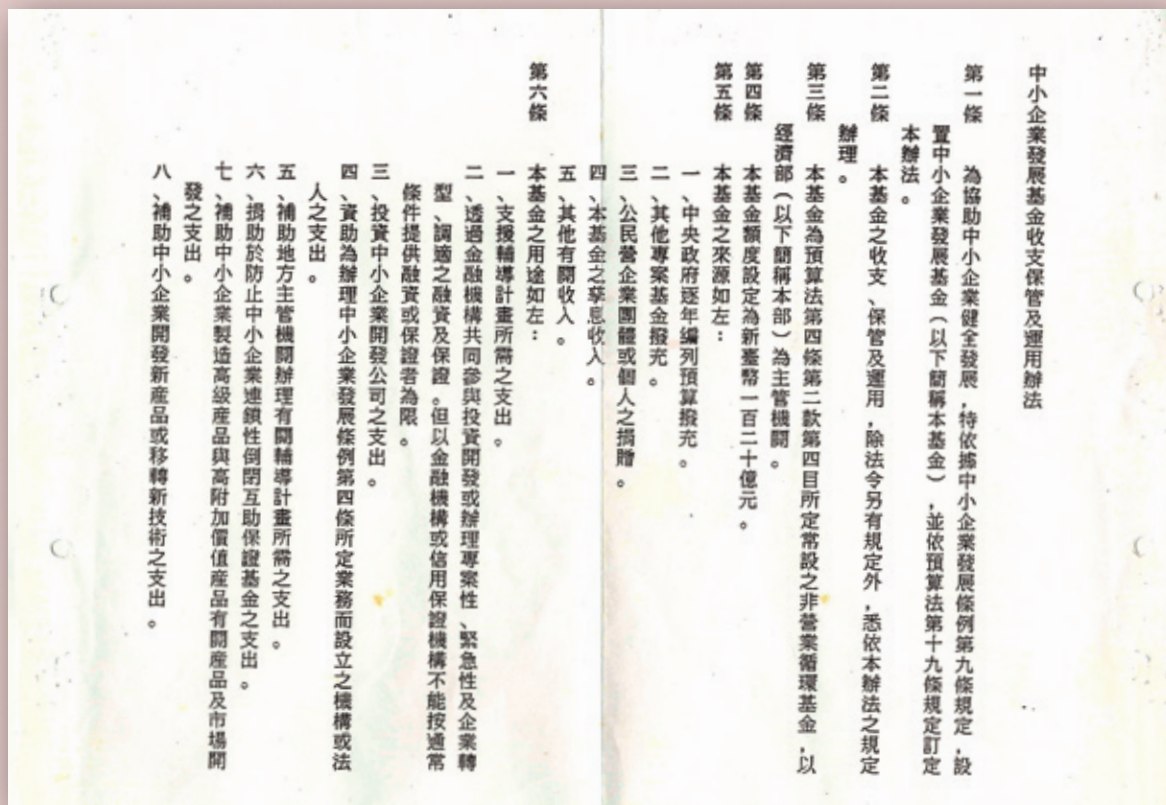 中小企業發展基金收支保管及運用辦法
第一條　為協助中小企業健全發展，特依據中小企業發展條例第九條規定，設
置中小企業發展基金（以下簡稱本基金），並依預算法第十九條規定訂定
本辦法。
第二條　本基金之收支、保管及運用，除法令另有規定外，悉依本辦法之規定
辦理。
第三條　本基金為預算法第四條第二款第四目所定常設之非營業循環基金，以
經濟部（以下簡稱本部）為主管機關。
第四條　本基金額度設定為新臺幣一百二十億元。
第五條　本基金之來源如左：
一、中央政府逐年編列預算撥充。
二、其他專案基金撥充。
三、公民營企業團體或個人之捐贈。
四、本基金之孳息收入。
五、其他有關收入。
第六條　本基金之用途如左：
一、支援輔導計畫所需之支出。
二、透過金融機構共同參與投資開發或辦理專案性、緊急性及企業轉
型、調適之融資及保證。但以金融機構或信用保證機構不能按通常
條件提供融資或保證者為限。
三、投資中小企業開發公司之支出。
四、資助為辦理中小企業發展條例第四條所定業務而設立之機構或法
人之支出。
五、補助地方主管機關辦理有關輔導計畫所需之支出。
六、捐助於防止中小企業連鎖性倒閉互助保證基金之支出。
七、補助中小企業製造高級產品與高附加價值產品有關產品及市場開
發之支出。
八、補助中小企業開發新產品或移轉新技術之支出。